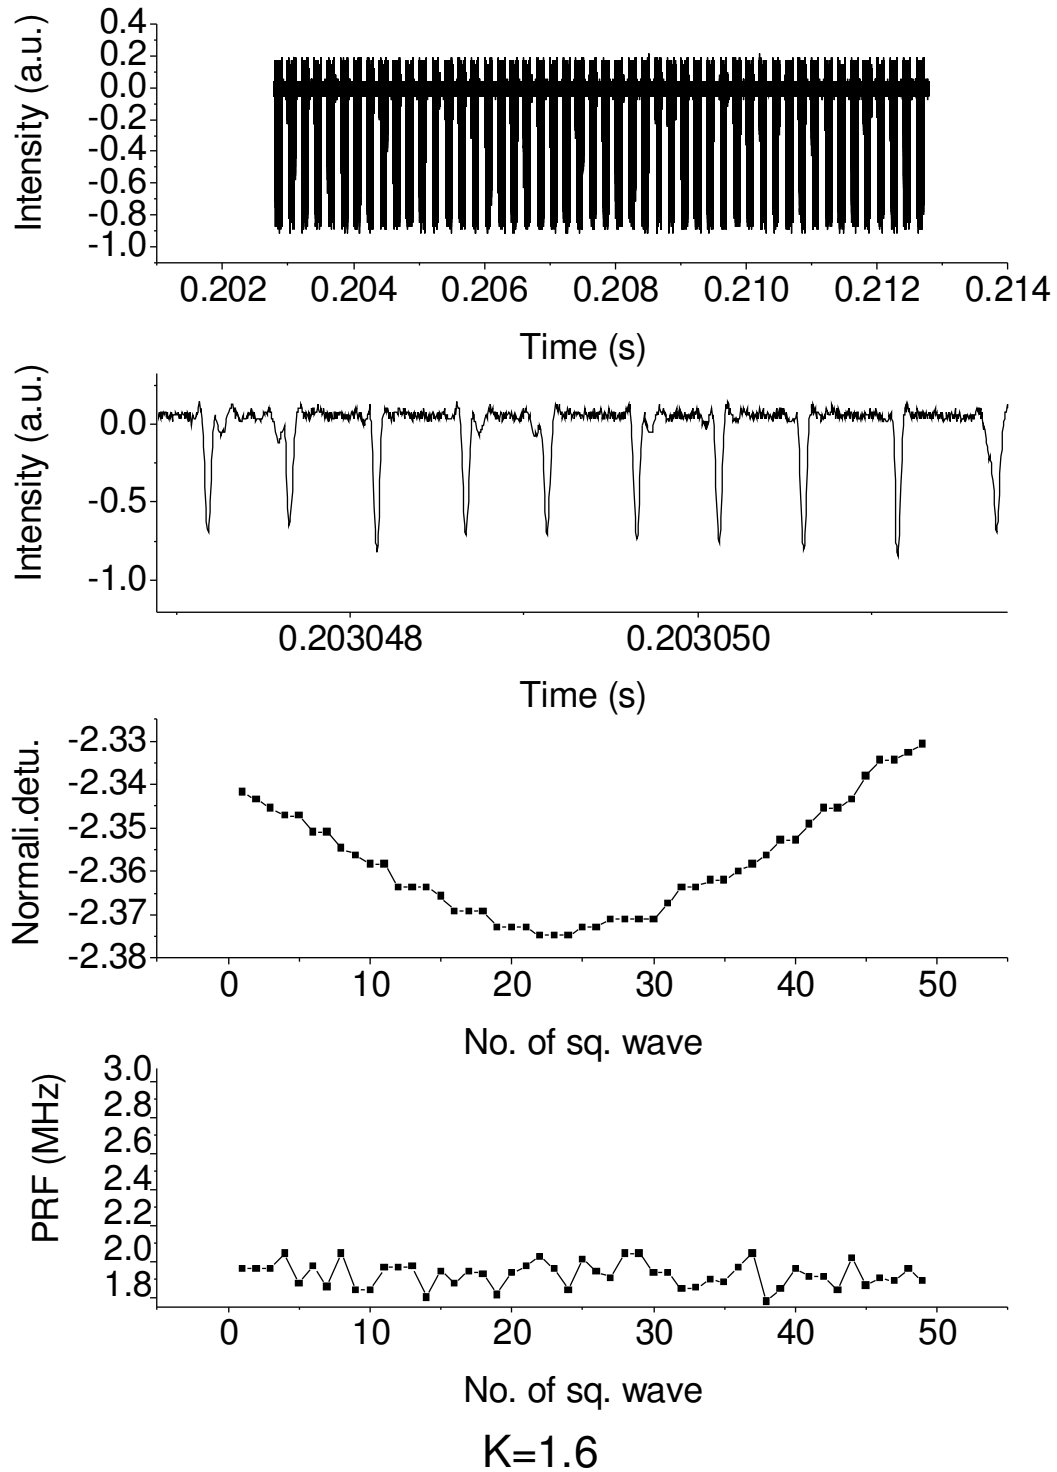 Intensity (a.u.)
0.4
0.2
0.0
-0.2
-0.4
-0.6
-0.8
-1.0
0.202 0.204 0.206 0.208 0.210 0.212 0.214
Time (s)
Intensity (a.u.)
0.0
-0.5
-1.0
0.203048 0.203050
Time (s)
Normali.detu.
-2.33
-2.34
-2.35
-2.36
-2.37
-2.38
0 10 20 30 40 50
No. of sq. wave
PRF (MHz)
3.0
2.8
2.6
2.4
2.2
2.0
1.8
0 10 20 30 40 50
No. of sq. wave
K=1.6